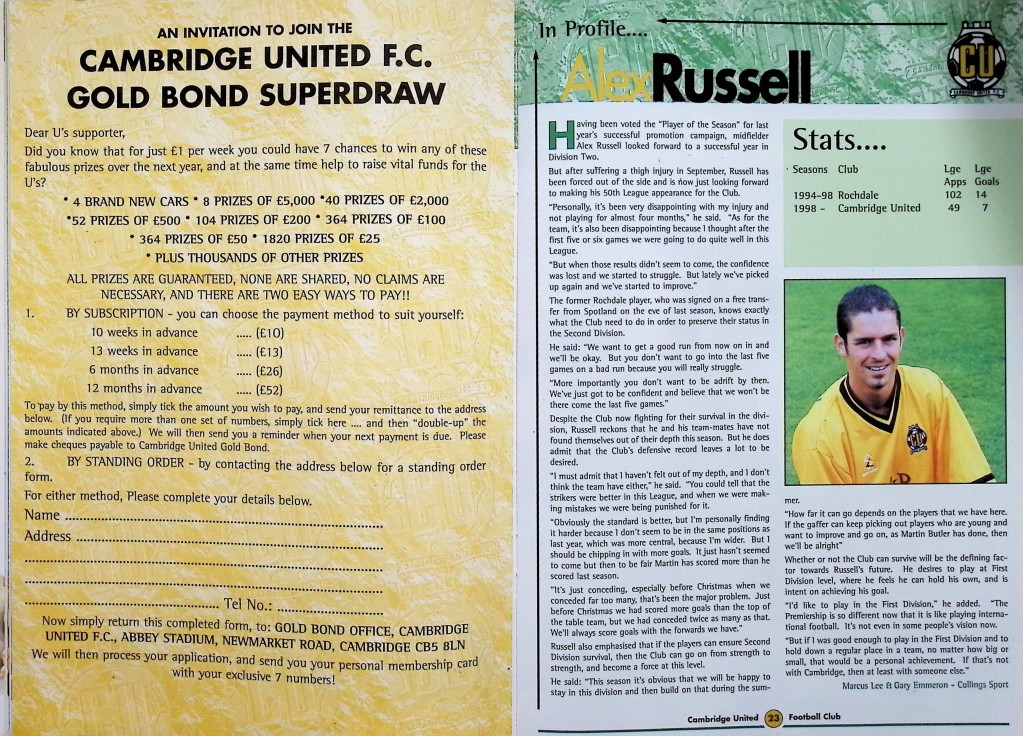 AN INVITATION TO JOIN THE
CAMBRIDGE UNITED F.C.
GOLD BOND SUPERDRAW
Dear U's supporter,
Did you know that for just £1 per week you could have 7 chances to win any of these
fabulous prizes over the next year, and at the same time help to raise vital funds for the
U's?
* 4 BRAND NEW CARS * 8 PRIZES OF £5,000 *40 PRIZES OF £2,000
*52 PRIZES OF £500 * 104 PRIZES OF £200 * 364 PRIZES OF £100
* 364 PRIZES OF £50 * 1820 PRIZES OF £25
* PLUS THOUSANDS OF OTHER PRIZES
ALL PRIZES ARE GUARANTEED, NONE ARE SHARED, NO CLAIMS ARE
NECESSARY, AND THERE ARE TWO EASY WAYS TO PAY!!
1. BY SUBSCRIPTION - you can choose the payment method to suit yourself:
10 weeks in advance ..... (£10)
13 weeks in advance ..... (£13)
6 months in advance ..... (£26)
12 months in advance ..... (£52)
To pay by this method, simply tick the amount you wish to pay, and send your remittance to the address
below. (If you require more than one set of numbers, simply tick here .... and then "double-up" the
amounts indicated above.) We will then send you a reminder when your next payment is due. Please
make cheques payable to Cambridge United Gold Bond.
2. BY STANDING ORDER - by contacting the address below for a standing order
form.
For either method, Please complete your details below.
Name ................................................................
Address ................................................................
................................................................
................................................................
................................ Tel No.: ................................
Now simply return this completed form, to: GOLD BOND OFFICE, CAMBRIDGE
UNITED F.C., ABBEY STADIUM, NEWMARKET ROAD, CAMBRIDGE CB5 8LN
We will then process your application, and send you your personal membership card
with your exclusive 7 numbers!
In Profile....
Alex Russell
CU
CAMBRIDGE UNITED F.C.
Having been voted the "Player of the Season" for last
year's successful promotion campaign, midfielder
Alex Russell looked forward to a successful year in
Division Two.
But after suffering a thigh injury in September, Russell has
been forced out of the side and is now just looking forward
to making his 50th League appearance for the Club.
"Personally, it's been very disappointing with my injury and
not playing for almost four months," he said. "As for the
team, it's also been disappointing because I thought after the
first five or six games we were going to do quite well in this
League.
"But when those results didn't seem to come, the confidence
was lost and we started to struggle. But lately we've picked
up again and we've started to improve."
The former Rochdale player, who was signed on a free trans-
fer from Spotland on the eve of last season, knows exactly
what the Club need to do in order to preserve their status in
the Second Division.
He said: "We want to get a good run from now on in and
we'll be okay. But you don't want to go into the last five
games on a bad run because you will really struggle.
"More importantly you don't want to be adrift by then.
We've just got to be confident and believe that we won't be
there come the last five games."
Despite the Club now fighting for their survival in the divi-
sion, Russell reckons that he and his team-mates have not
found themselves out of their depth this season. But he does
admit that the Club's defensive record leaves a lot to be
desired.
"I must admit that I haven't felt out of my depth, and I don't
think the team have either," he said. "You could tell that the
strikers were better in this League, and when we were mak-
ing mistakes we were being punished for it.
"Obviously the standard is better, but I'm personally finding
it harder because I don't seem to be in the same positions as
last year, which was more central, because I'm wider. But I
should be chipping in with more goals. It just hasn't seemed
to come but then to be fair Martin has scored more than he
scored last season.
"It's just conceding, especially before Christmas when we
conceded far too many, that's been the major problem. Just
before Christmas we had scored more goals than the top of
the table team, but we had conceded twice as many as that.
We'll always score goals with the forwards we have."
Russell also emphasised that if the players can ensure Second
Division survival, then the Club can go on from strength to
strength, and become a force at this level.
He said: "This season it's obvious that we will be happy to
stay in this division and then build on that during the sum-
Stats....
Seasons Club Lge Lge
Apps Goals
1994-98 Rochdale 102 14
1998 - Cambridge United 49 7
CU
mer.
"How far it can go depends on the players that we have here.
If the gaffer can keep picking out players who are young and
want to improve and go on, as Martin Butler has done, then
we'll be alright"
Whether or not the Club can survive will be the defining fac-
tor towards Russell's future. He desires to play at First
Division level, where he feels he can hold his own, and is
intent on achieving his goal.
"I'd like to play in the First Division," he added. "The
Premiership is so different now that it is like playing interna-
tional football. It's not even in some people's vision now.
"But if I was good enough to play in the First Division and to
hold down a regular place in a team, no matter how big or
small, that would be a personal achievement. If that's not
with Cambridge, then at least with someone else."
Marcus Lee & Gary Emmeron - Collings Sport
Cambridge United 23 Football Club